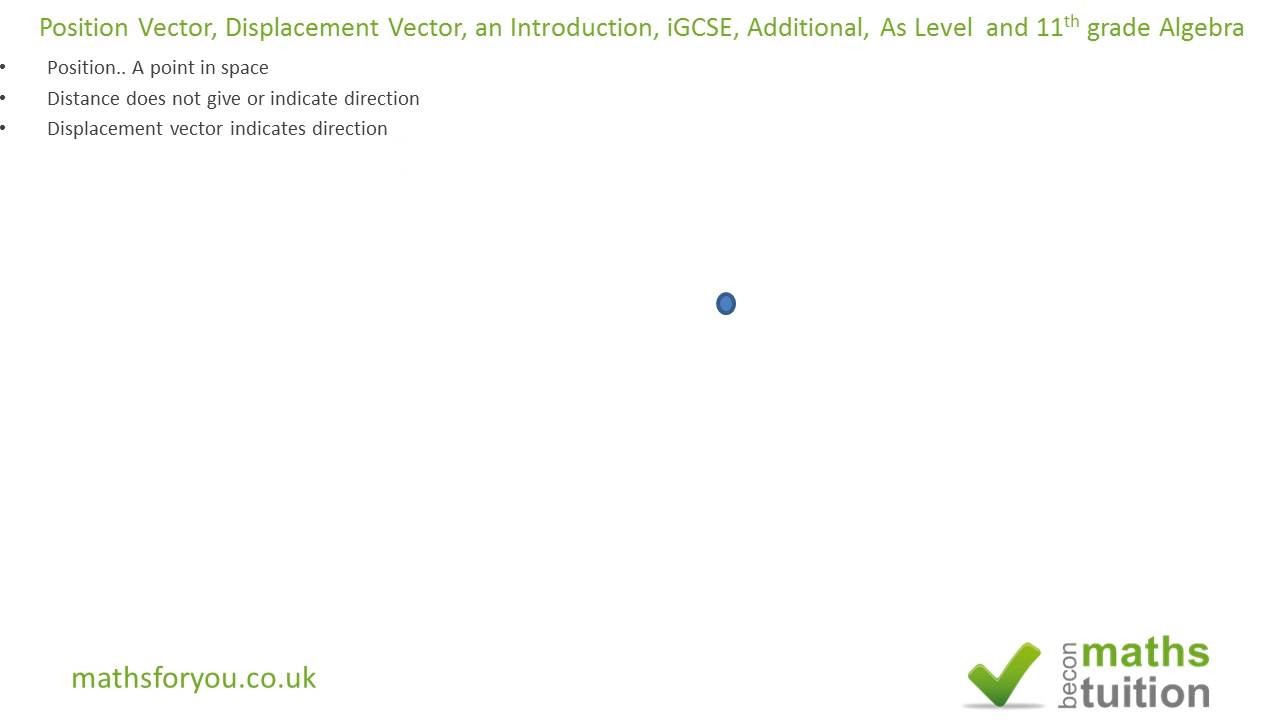 Position Vector, Displacement Vector, an Introduction, iGCSE, Additional, As Level and 11th grade Algebra
• Position.. A point in space
• Distance does not give or indicate direction
• Displacement vector indicates direction
mathsforyou.co.uk
becon
maths
tuition